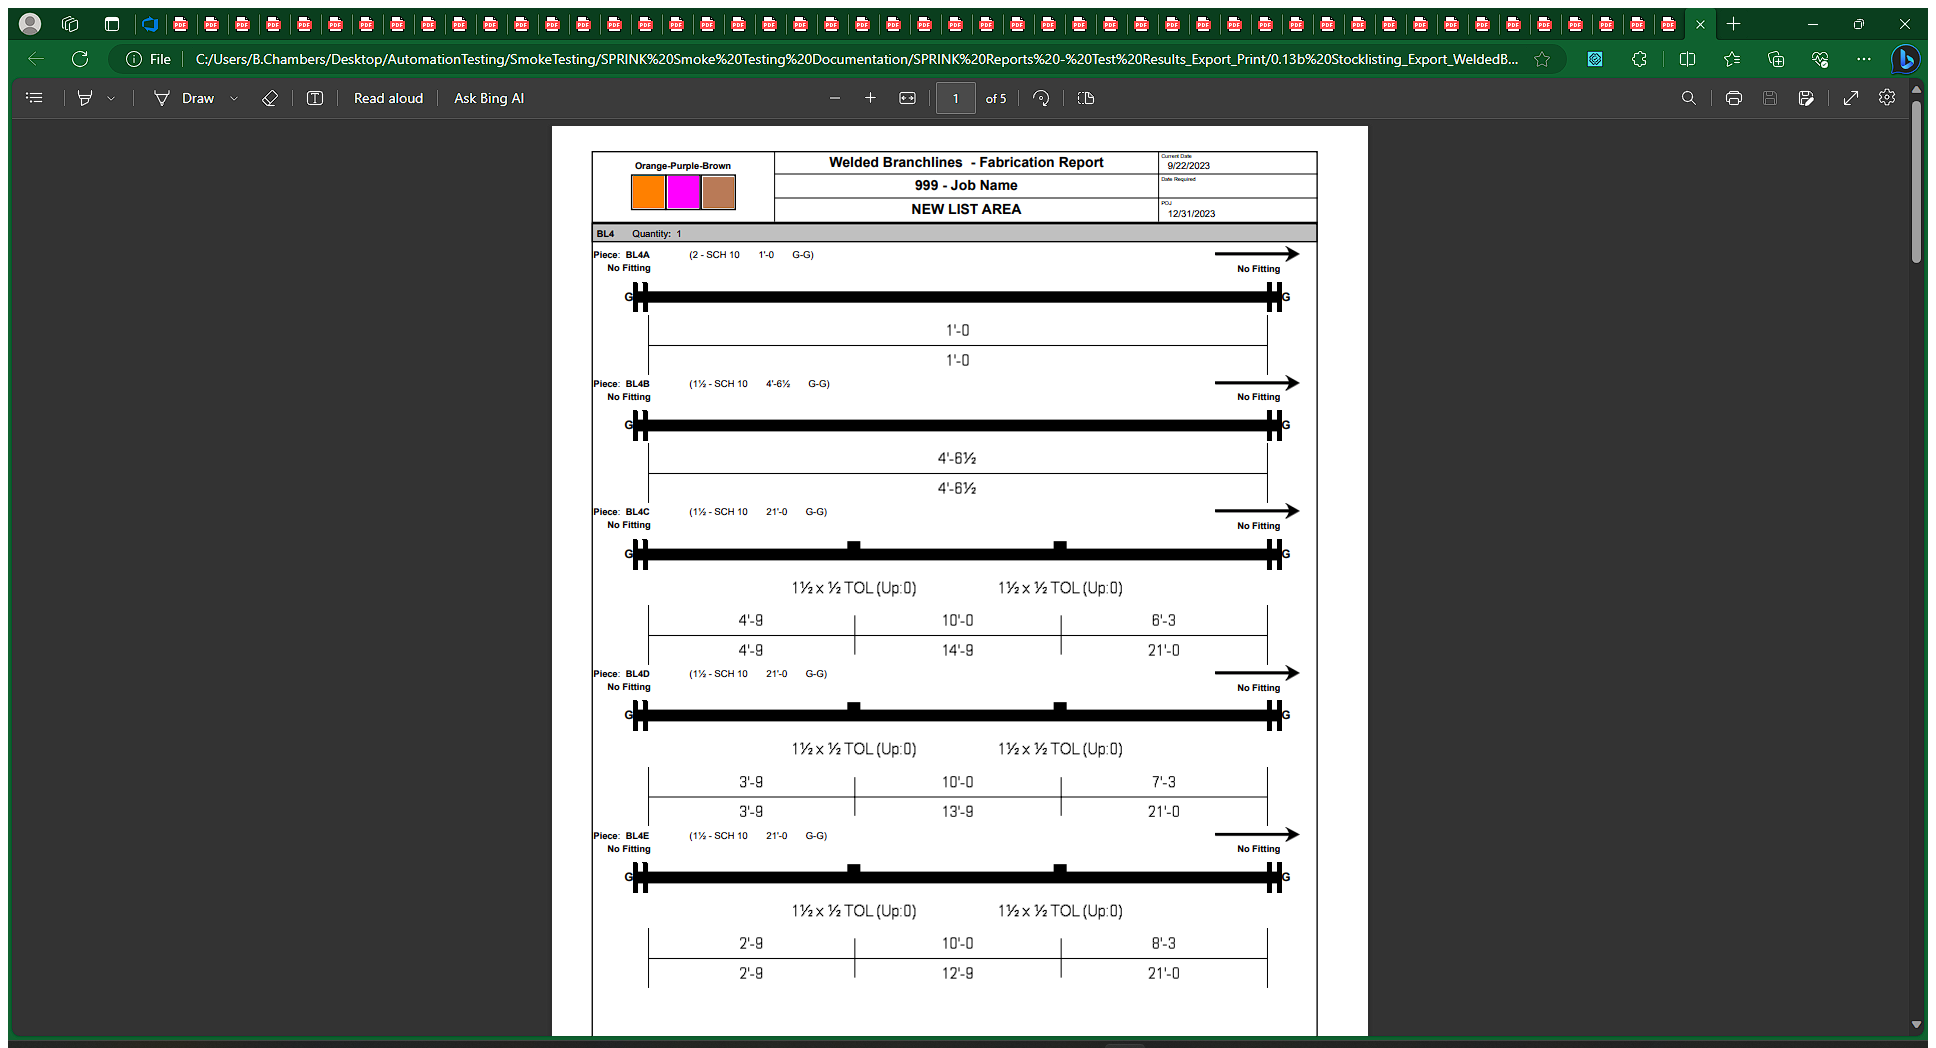 File C:/Users/B.Chambers/Desktop/AutomationTesting/SmokeTesting/SPRINK%20Smoke%20Testing%20Documentation/SPRINK%20Reports%20-%20Test%20Results_Export_Print/0.13b%20Stocklisting_Export_WeldedB...
Draw Read aloud Ask Bing AI 1 of 5
Orange-Purple-Brown
Welded Branchlines - Fabrication Report
Current Date
9/22/2023
999 - Job Name
Date Required
NEW LIST AREA
POJ
12/31/2023
BL4 Quantity: 1
Piece: BL4A (2 - SCH 10 1'-0 G-G)
No Fitting No Fitting
G G
1'-0
1'-0
Piece: BL4B (1½ - SCH 10 4'-6½ G-G)
No Fitting No Fitting
G G
4'-6½
4'-6½
Piece: BL4C (1½ - SCH 10 21'-0 G-G)
No Fitting No Fitting
G G
1½ x ½ TOL (Up:0) 1½ x ½ TOL (Up:0)
4'-9 10'-0 6'-3
4'-9 14'-9 21'-0
Piece: BL4D (1½ - SCH 10 21'-0 G-G)
No Fitting No Fitting
G G
1½ x ½ TOL (Up:0) 1½ x ½ TOL (Up:0)
3'-9 10'-0 7'-3
3'-9 13'-9 21'-0
Piece: BL4E (1½ - SCH 10 21'-0 G-G)
No Fitting No Fitting
G G
1½ x ½ TOL (Up:0) 1½ x ½ TOL (Up:0)
2'-9 10'-0 8'-3
2'-9 12'-9 21'-0